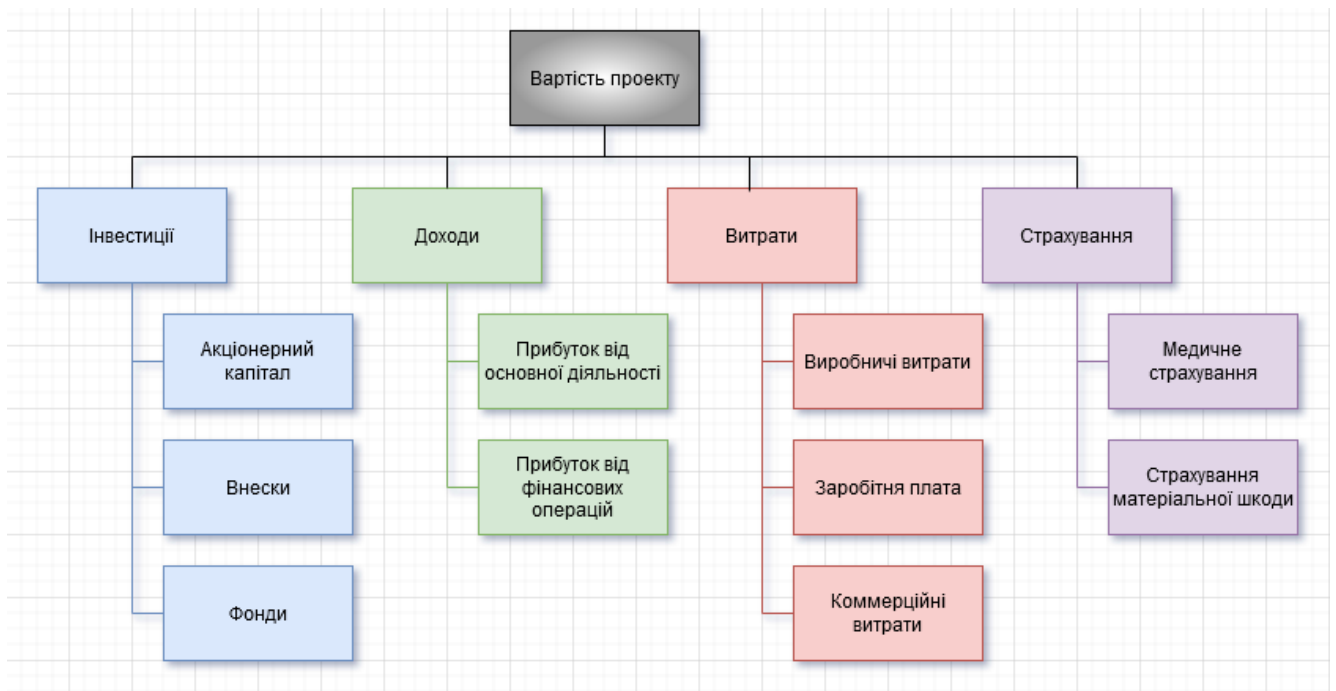 Вартість проекту
Інвестиції
Доходи
Витрати
Страхування
Акціонерний
капітал
Прибуток від
основної діяльності
Виробничі витрати
Медичне
страхування
Внески
Прибуток від
фінансових
операцій
Заробітня плата
Страхування
матеріальної шкоди
Фонди
Коммерційні
витрати